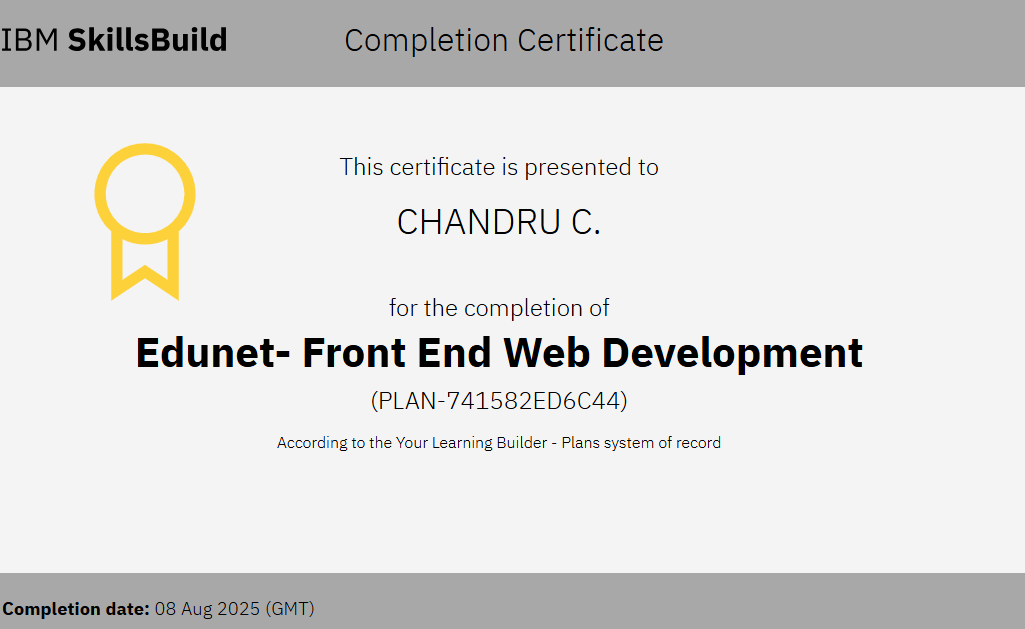 IBM SkillsBuild
Completion Certificate
This certificate is presented to
CHANDRU C.
for the completion of
Edunet- Front End Web Development
(PLAN-741582ED6C44)
According to the Your Learning Builder - Plans system of record
Completion date: 08 Aug 2025 (GMT)